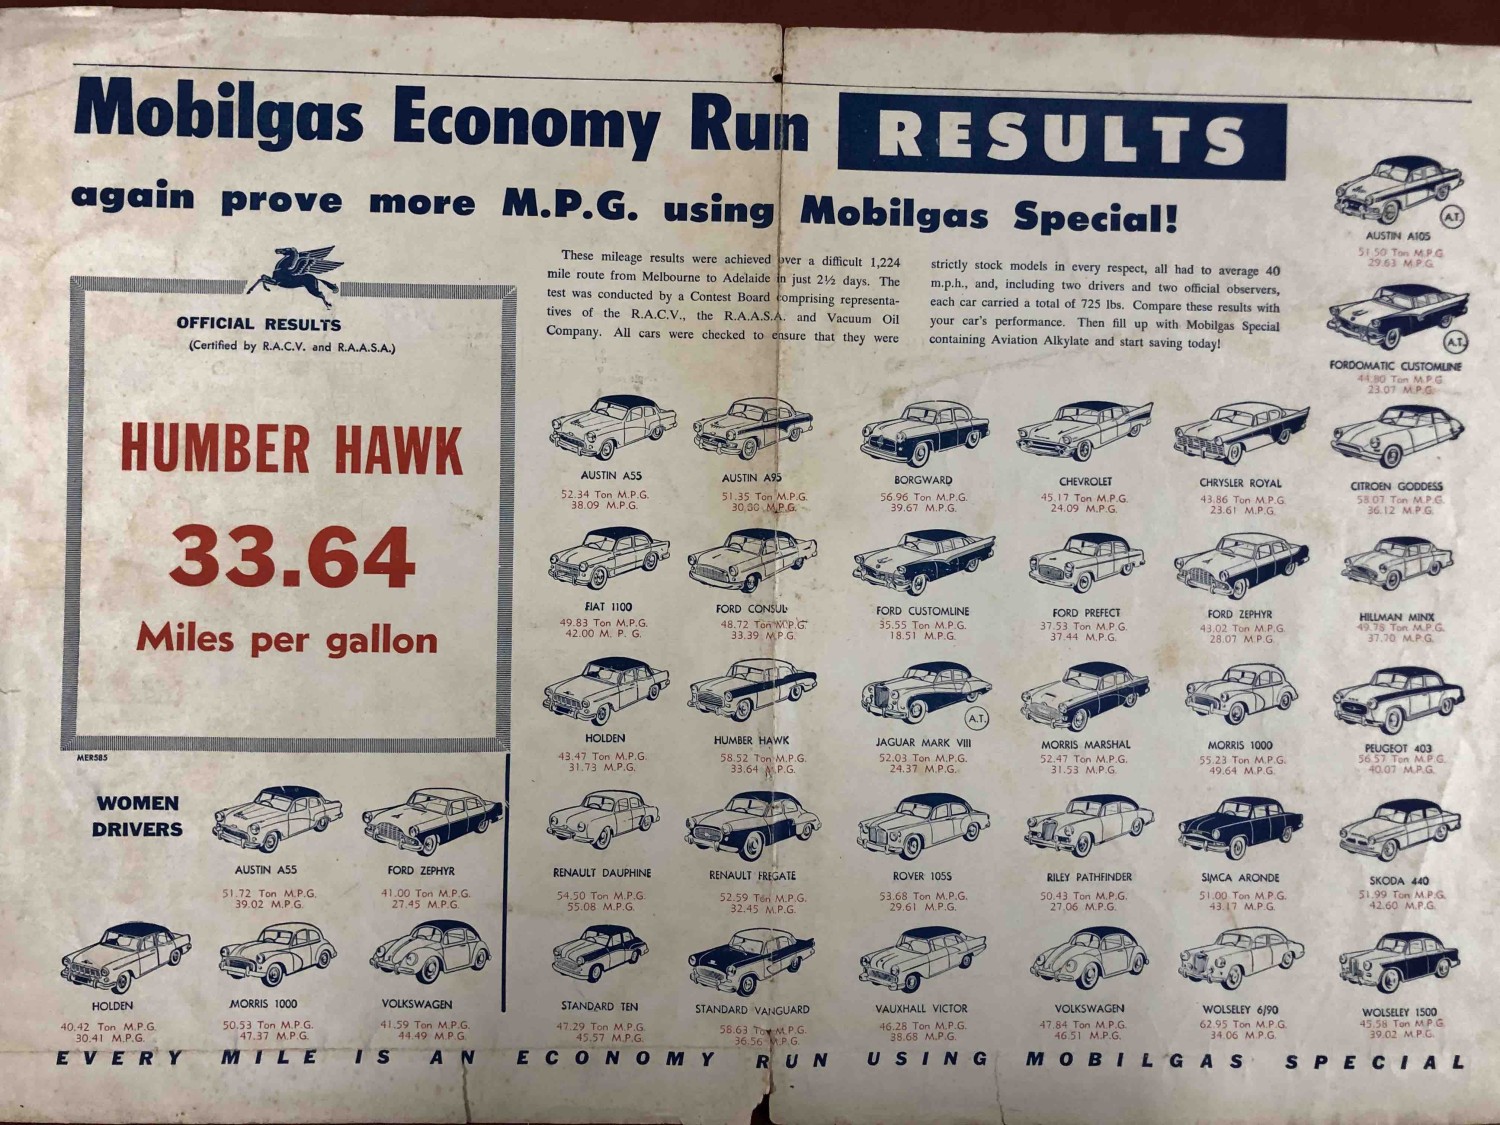 Mobilgas Economy Run RESULTS
again prove more M.P.G. using Mobilgas Special!
OFFICIAL RESULTS
(Certified by R.A.C.V. and R.A.A.S.A.)
HUMBER HAWK
33.64
Miles per gallon
MER585
These mileage results were achieved over a difficult 1,224
mile route from Melbourne to Adelaide in just 2½ days. The
test was conducted by a Contest Board comprising representa-
tives of the R.A.C.V., the R.A.A.S.A. and Vacuum Oil
Company. All cars were checked to ensure that they were
strictly stock models in every respect, all had to average 40
m.p.h., and, including two drivers and two official observers,
each car carried a total of 725 lbs. Compare these results with
your car's performance. Then fill up with Mobilgas Special
containing Aviation Alkylate and start saving today!
A.T.
AUSTIN A105
51.50 Ton M.P.G
29.63 M.P.G.
A.T.
FORDOMATIC CUSTOMLINE
44.80 Ton M.P.G
23.07 M.P.G.
AUSTIN A55
52.34 Ton M.P.G.
38.09 M.P.G.
AUSTIN A95
51.35 Ton M.P.G.
M.P.G.
BORGWARD
56.96 Ton M.P.G.
39.67 M.P.G.
CHEVROLET
45.17 Ton M.P.G.
24.09 M.P.G.
CHRYSLER ROYAL
43.86 Ton M.P.G.
23.61 M.P.G.
CITROEN GODDESS
58.07 Ton M.P.G.
36.12 M.P.G.
FIAT 1100
49.83 Ton M.P.G.
42.00 M. P. G.
FORD CONSUL
48.72 Ton M.P.G.
33.39 M.P.G.
FORD CUSTOMLINE
35.55 Ton M.P.G.
18.51 M.P.G.
FORD PREFECT
37.53 Ton M.P.G.
37.44 M.P.G.
FORD ZEPHYR
43.02 Ton M.P.G.
28.07 M.P.G.
HILLMAN MINX
49.78 Ton M.P.G.
37.70 M.P.G.
HOLDEN
43.47 Ton M.P.G.
31.73 M.P.G.
HUMBER HAWK
58.52 Ton M.P.G.
33.64 M.P.G.
A.T.
JAGUAR MARK VIII
52.03 Ton M.P.G.
24.37 M.P.G.
MORRIS MARSHAL
52.47 Ton M.P.G.
31.53 M.P.G.
MORRIS 1000
55.23 Ton M.P.G.
49.64 M.P.G.
PEUGEOT 403
56.57 Ton M.P.G.
40.07 M.P.G.
RENAULT DAUPHINE
54.50 Ton M.P.G.
55.08 M.P.G.
RENAULT FREGATE
52.59 Ton M.P.G.
32.45 M.P.G.
ROVER 105S
53.68 Ton M.P.G.
29.61 M.P.G.
RILEY PATHFINDER
50.43 Ton M.P.G.
27.06 M.P.G.
SIMCA ARONDE
51.00 Ton M.P.G.
43.17 M.P.G.
SKODA 440
51.99 Ton M.P.G.
42.60 M.P.G.
STANDARD TEN
47.29 Ton M.P.G.
45.57 M.P.G.
STANDARD VANGUARD
58.63 Ton M.P.G.
36.56 M.P.G.
VAUXHALL VICTOR
46.28 Ton M.P.G.
38.68 M.P.G.
VOLKSWAGEN
47.84 Ton M.P.G.
46.51 M.P.G.
WOLSELEY 6/90
62.95 Ton M.P.G.
34.06 M.P.G.
WOLSELEY 1500
45.58 Ton M.P.G.
39.02 M.P.G.
WOMEN
DRIVERS
AUSTIN A55
51.72 Ton M.P.G.
39.02 M.P.G.
FORD ZEPHYR
41.00 Ton M.P.G.
27.45 M.P.G.
HOLDEN
40.42 Ton M.P.G.
30.41 M.P.G.
MORRIS 1000
50.53 Ton M.P.G.
47.37 M.P.G.
VOLKSWAGEN
41.59 Ton M.P.G.
44.49 M.P.G.
EVERY MILE IS AN ECONOMY RUN USING MOBILGAS SPECIAL